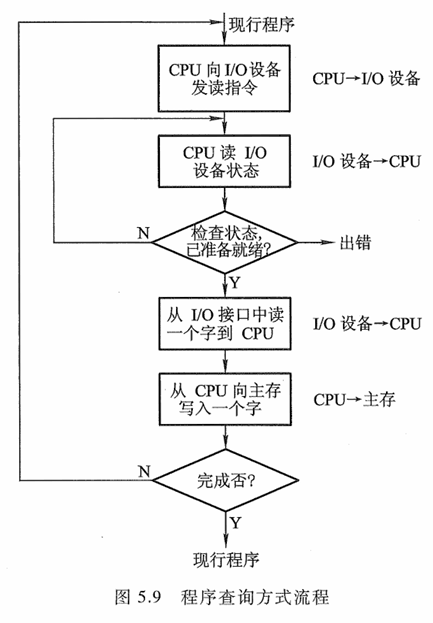 现行程序
CPU 向 I/O 设备
发读指令
CPU→I/O 设备
CPU 读 I/O
设备状态
I/O 设备→CPU
检查状态,
已准备就绪?
N
出错
Y
从 I/O 接口中读
一个字到 CPU
I/O 设备→CPU
从 CPU 向主存
写入一个字
CPU→主存
完成否?
N
Y
现行程序
图 5.9 程序查询方式流程